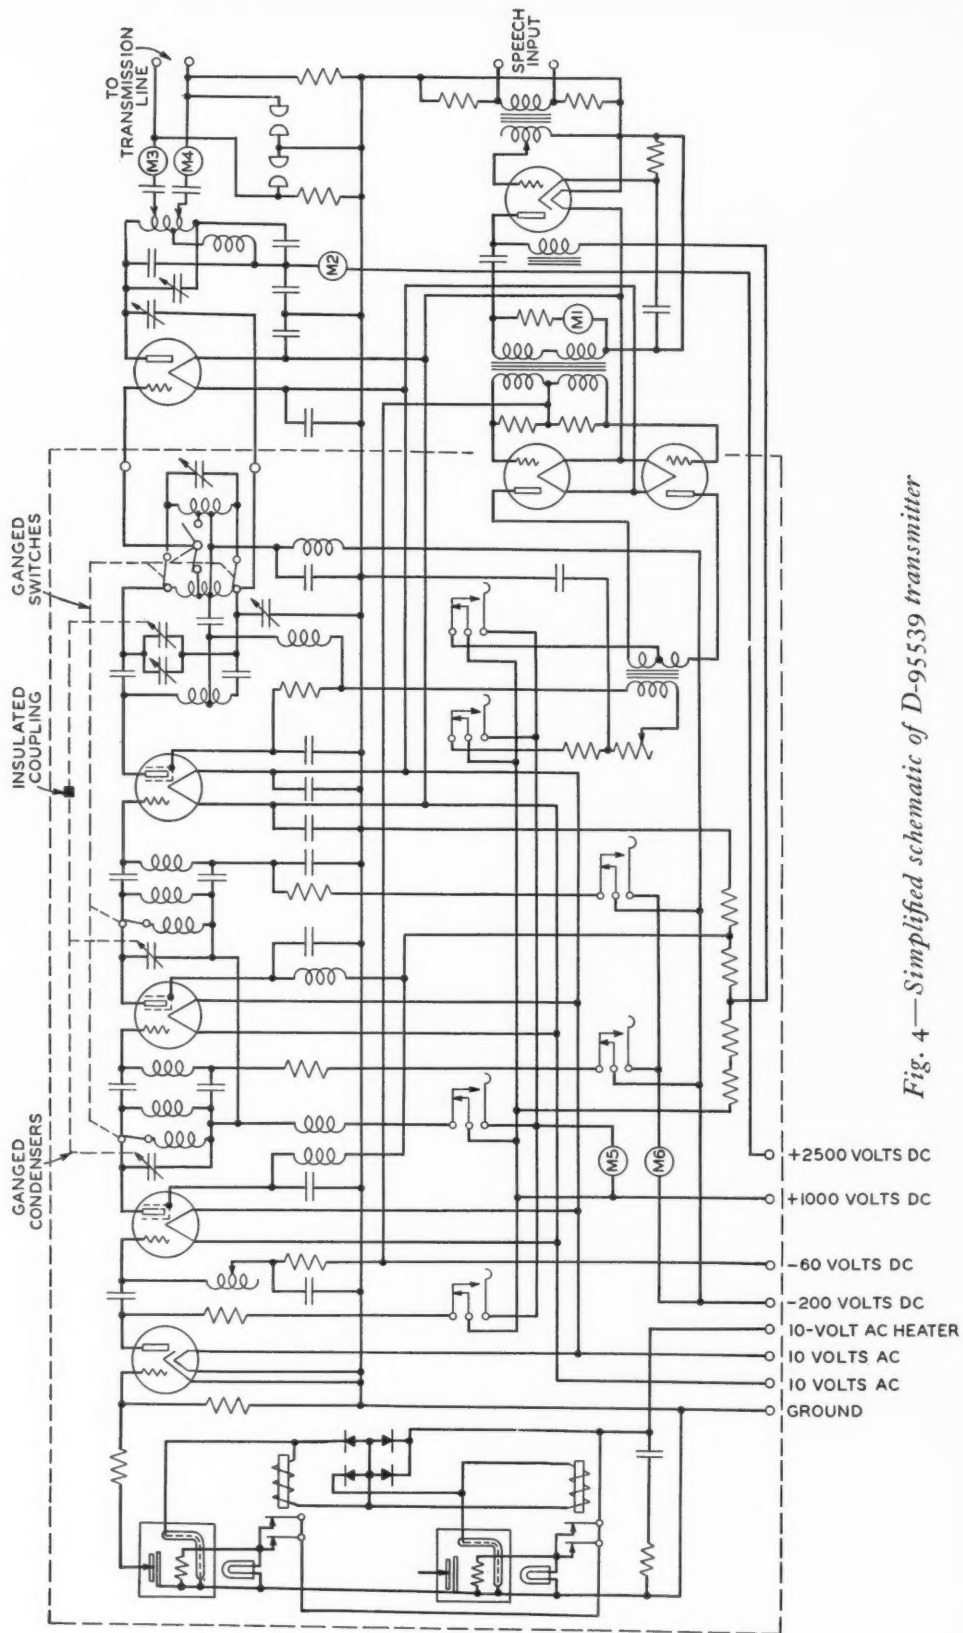 TO
TRANSMISSION
LINE
M3
M4
M2
SPEECH
INPUT
M1
GANGED
SWITCHES
INSULATED
COUPLING
GANGED
CONDENSERS
M5
M6
+2500 VOLTS DC
+1000 VOLTS DC
-60 VOLTS DC
-200 VOLTS DC
10-VOLT AC HEATER
10 VOLTS AC
10 VOLTS AC
GROUND
Fig. 4—Simplified schematic of D-95539 transmitter